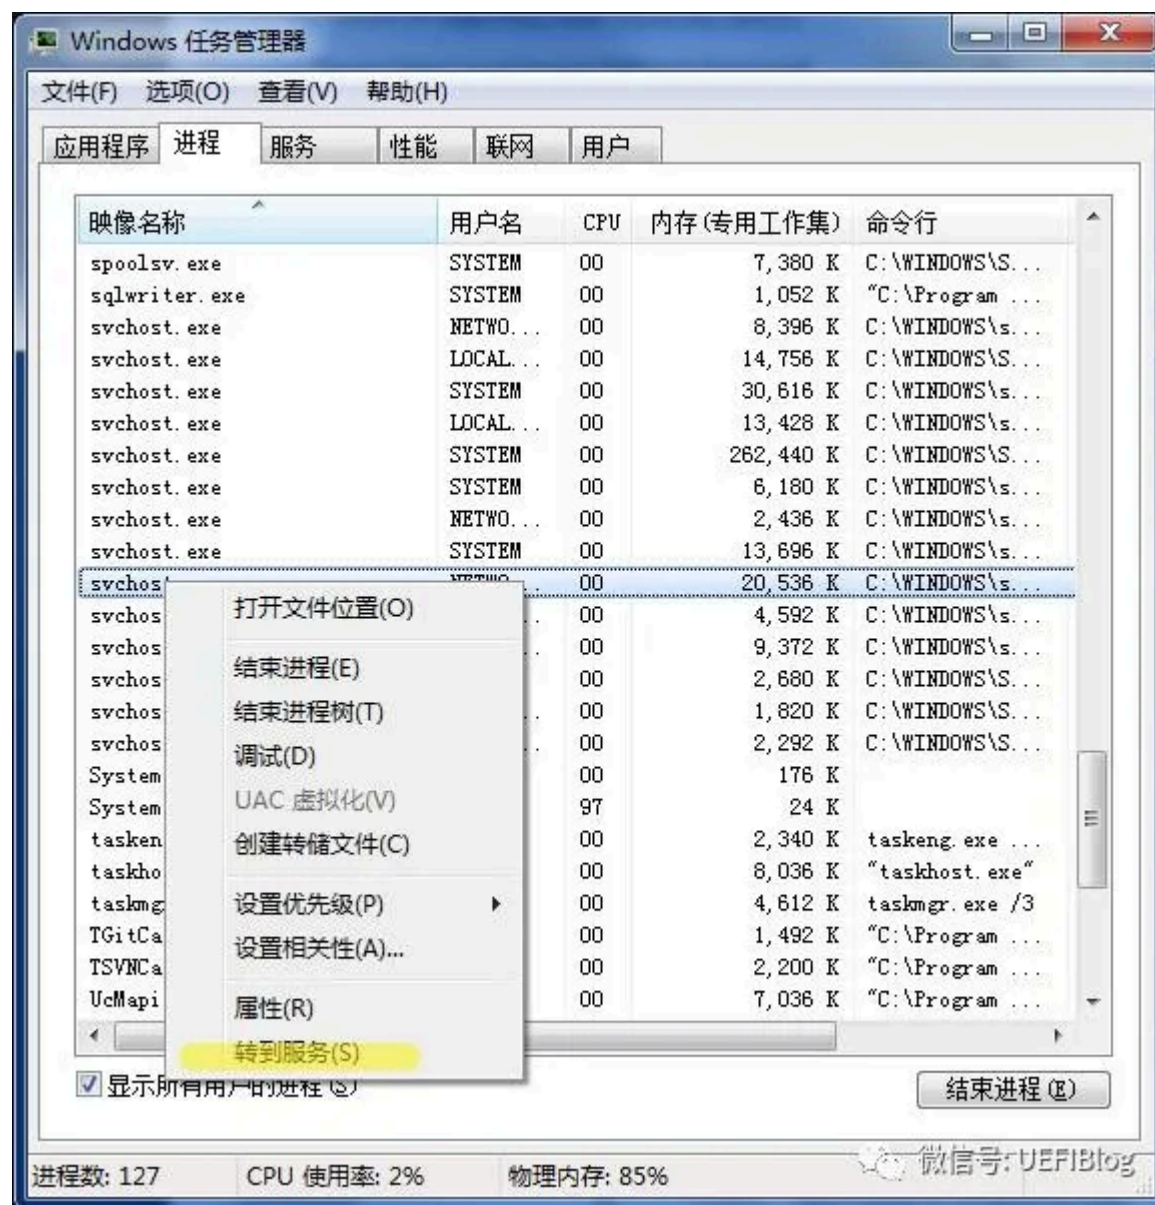 Windows 任务管理器
文件(F) 选项(O) 查看(V) 帮助(H)
应用程序 进程 服务 性能 联网 用户
映像名称 用户名 CPU 内存(专用工作集) 命令行
spoolsv.exe SYSTEM 00 7,380 K C:\WINDOWS\S...
sqlwriter.exe SYSTEM 00 1,052 K "C:\Program ...
svchost.exe NETWO... 00 8,396 K C:\WINDOWS\s...
svchost.exe LOCAL... 00 14,756 K C:\WINDOWS\S...
svchost.exe SYSTEM 00 30,616 K C:\WINDOWS\s...
svchost.exe LOCAL... 00 13,428 K C:\WINDOWS\s...
svchost.exe SYSTEM 00 262,440 K C:\WINDOWS\S...
svchost.exe SYSTEM 00 6,180 K C:\WINDOWS\s...
svchost.exe NETWO... 00 2,436 K C:\WINDOWS\s...
svchost.exe SYSTEM 00 13,696 K C:\WINDOWS\s...
svchos 00 20,536 K C:\WINDOWS\s...
svchos 00 4,592 K C:\WINDOWS\s...
svchos 00 9,372 K C:\WINDOWS\s...
svchos 00 2,680 K C:\WINDOWS\S...
svchos 00 1,820 K C:\WINDOWS\S...
svchos 00 2,292 K C:\WINDOWS\S...
System 00 176 K
System 97 24 K
tasken 00 2,340 K taskeng.exe ...
taskho 00 8,036 K "taskhost.exe"
taskmg 00 4,612 K taskmgr.exe /3
TGitCa 00 1,492 K "C:\Program ...
TSVNCa 00 2,200 K "C:\Program ...
UcMapi 00 7,036 K "C:\Program ...
打开文件位置(O)
结束进程(E)
结束进程树(T)
调试(D)
UAC 虚拟化(V)
创建转储文件(C)
设置优先级(P)
设置相关性(A)...
属性(R)
转到服务(S)
显示所有用户的进程(S)
结束进程(E)
进程数: 127 CPU 使用率: 2% 物理内存: 85%
微信号: UEFIBlog